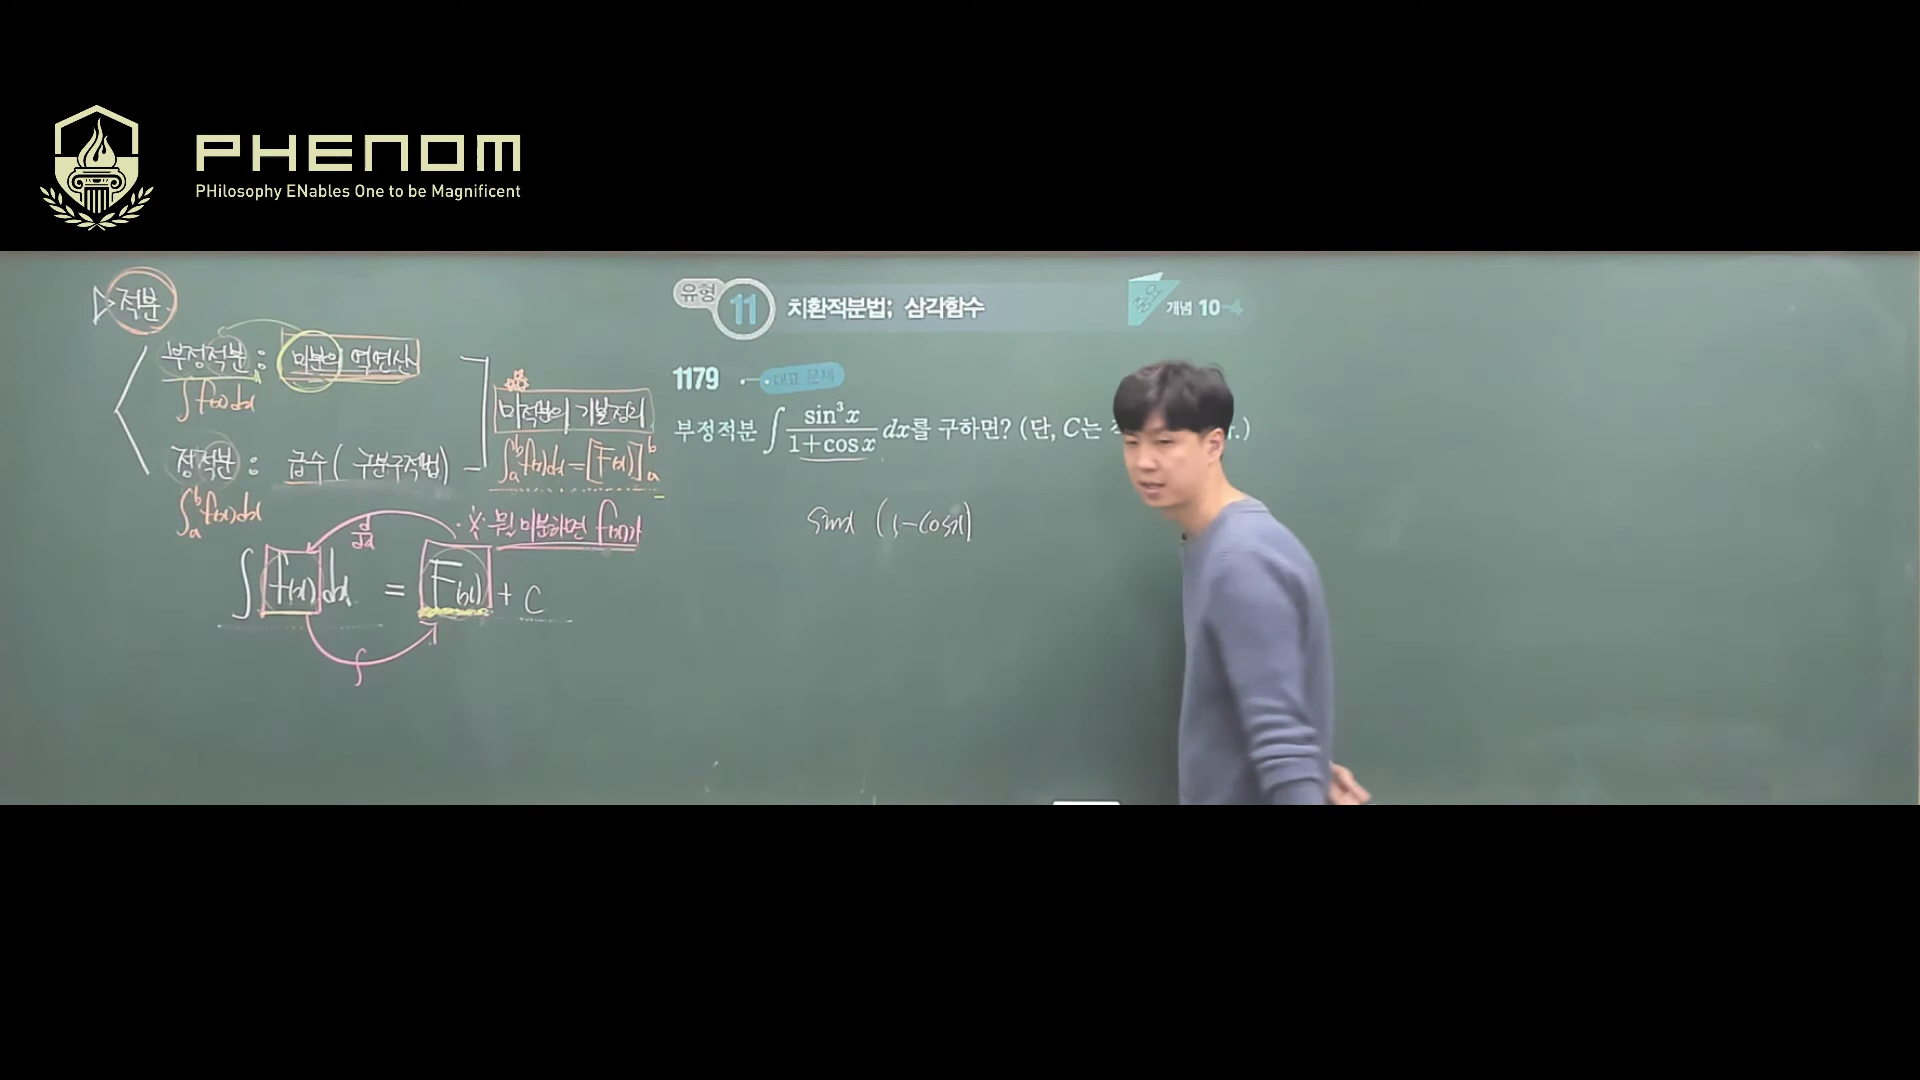 PHENOM
PHilosophy ENables One to be Magnificent
▷ 적분
부정적분 : 미분의 역연산
∫f(x)dx
정적분 : 급수 ( 구분구적법 )
∫ₐᵇf(x)dx
미적분의 기본정리
∫ₐᵇf(x)dx = [F(x)]ₐᵇ
※ 뭘 미분하면 f(x)가
d/dx
∫f(x)dx = F(x) + C
∫
유형 11 치환적분법; 삼각함수
중요 개념 10-4
1179 대표 문제
부정적분 ∫ sin³x/(1+cosx) dx를 구하면? (단, C는
.)
sinx (1-cosx)